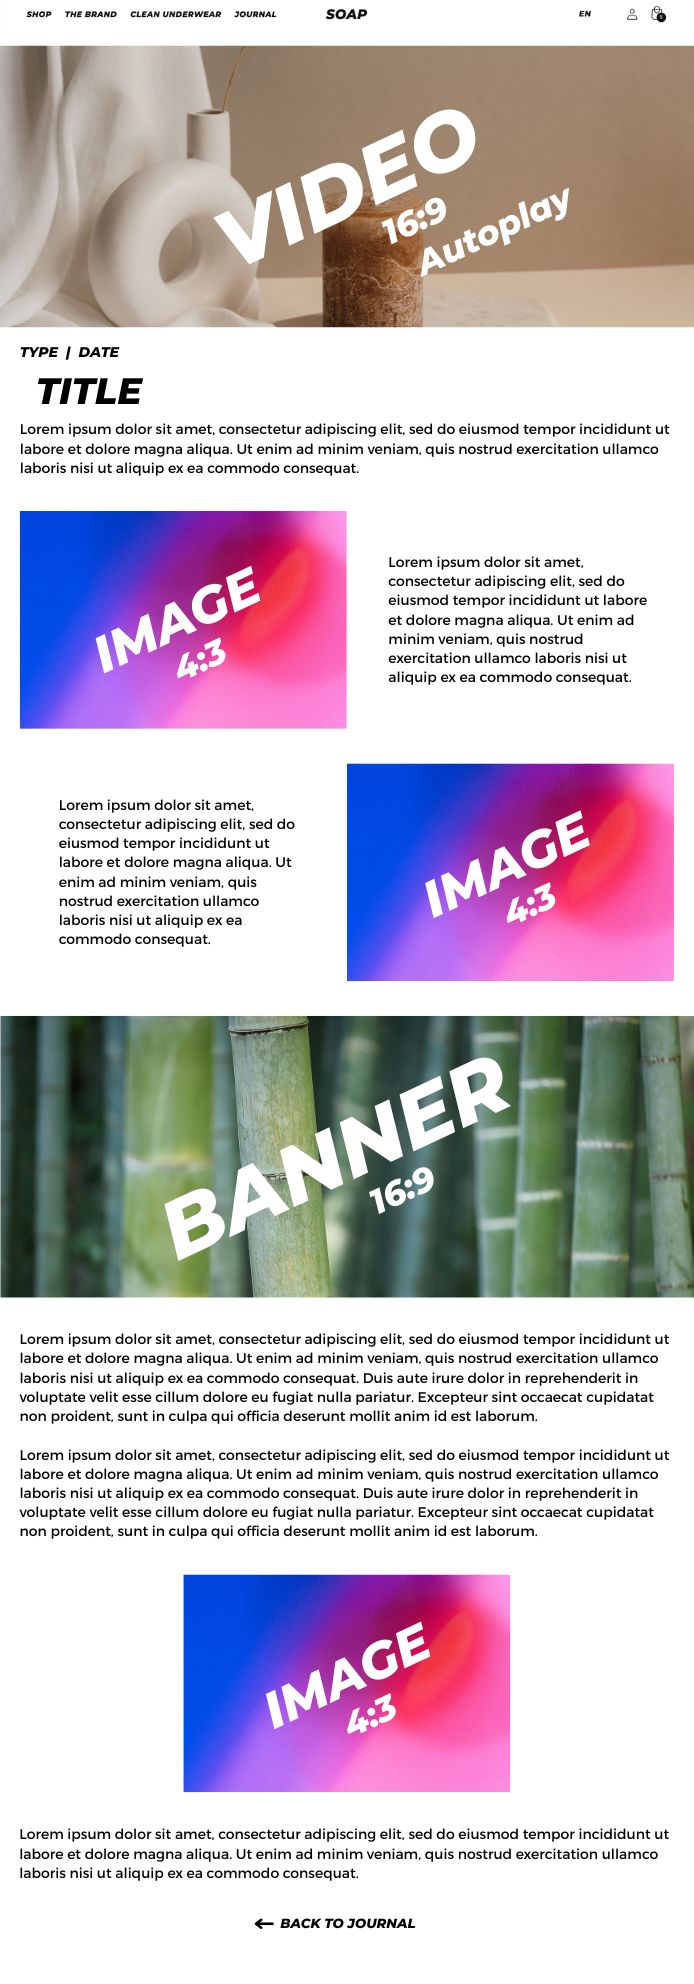 SHOP THE BRAND CLEAN UNDERWEAR JOURNAL SOAP EN 5
VIDEO
16:9
Autoplay
TYPE | DATE
TITLE
Lorem ipsum dolor sit amet, consectetur adipiscing elit, sed do eiusmod tempor incididunt ut
labore et dolore magna aliqua. Ut enim ad minim veniam, quis nostrud exercitation ullamco
laboris nisi ut aliquip ex ea commodo consequat.
IMAGE
4:3
Lorem ipsum dolor sit amet,
consectetur adipiscing elit, sed do
eiusmod tempor incididunt ut labore
et dolore magna aliqua. Ut enim ad
minim veniam, quis nostrud
exercitation ullamco laboris nisi ut
aliquip ex ea commodo consequat.
Lorem ipsum dolor sit amet,
consectetur adipiscing elit, sed do
eiusmod tempor incididunt ut
labore et dolore magna aliqua. Ut
enim ad minim veniam, quis
nostrud exercitation ullamco
laboris nisi ut aliquip ex ea
commodo consequat.
IMAGE
4:3
BANNER
16:9
Lorem ipsum dolor sit amet, consectetur adipiscing elit, sed do eiusmod tempor incididunt ut
labore et dolore magna aliqua. Ut enim ad minim veniam, quis nostrud exercitation ullamco
laboris nisi ut aliquip ex ea commodo consequat. Duis aute irure dolor in reprehenderit in
voluptate velit esse cillum dolore eu fugiat nulla pariatur. Excepteur sint occaecat cupidatat
non proident, sunt in culpa qui officia deserunt mollit anim id est laborum.
Lorem ipsum dolor sit amet, consectetur adipiscing elit, sed do eiusmod tempor incididunt ut
labore et dolore magna aliqua. Ut enim ad minim veniam, quis nostrud exercitation ullamco
laboris nisi ut aliquip ex ea commodo consequat. Duis aute irure dolor in reprehenderit in
voluptate velit esse cillum dolore eu fugiat nulla pariatur. Excepteur sint occaecat cupidatat
non proident, sunt in culpa qui officia deserunt mollit anim id est laborum.
IMAGE
4:3
Lorem ipsum dolor sit amet, consectetur adipiscing elit, sed do eiusmod tempor incididunt ut
labore et dolore magna aliqua. Ut enim ad minim veniam, quis nostrud exercitation ullamco
laboris nisi ut aliquip ex ea commodo consequat.
← BACK TO JOURNAL